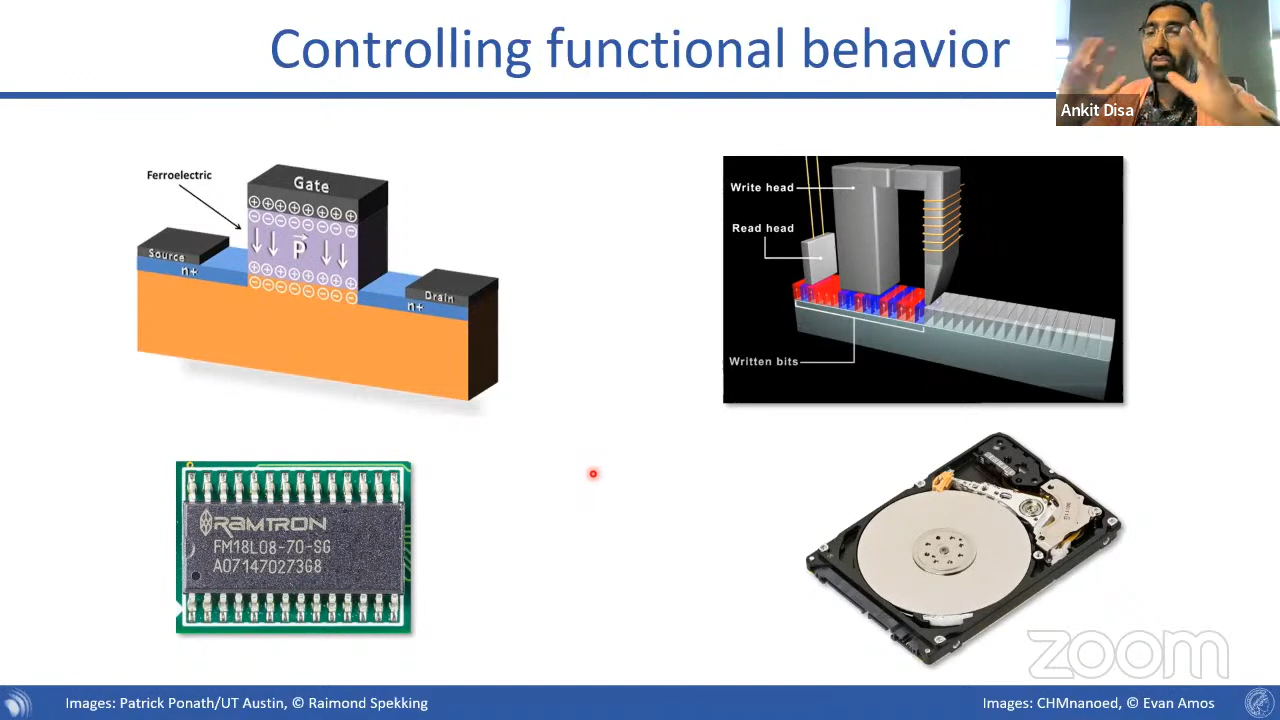 Controlling functional behavior
Ankit Disa
Ferroelectric
Gate
P
Source
n+
Drain
n+
Write head
Read head
Written bits
RAMTRON
FM18L08-70-SG
A0714702736G
zoom
Images: Patrick Ponath/UT Austin, © Raimond Spekking
Images: CHMnanoed, © Evan Amos